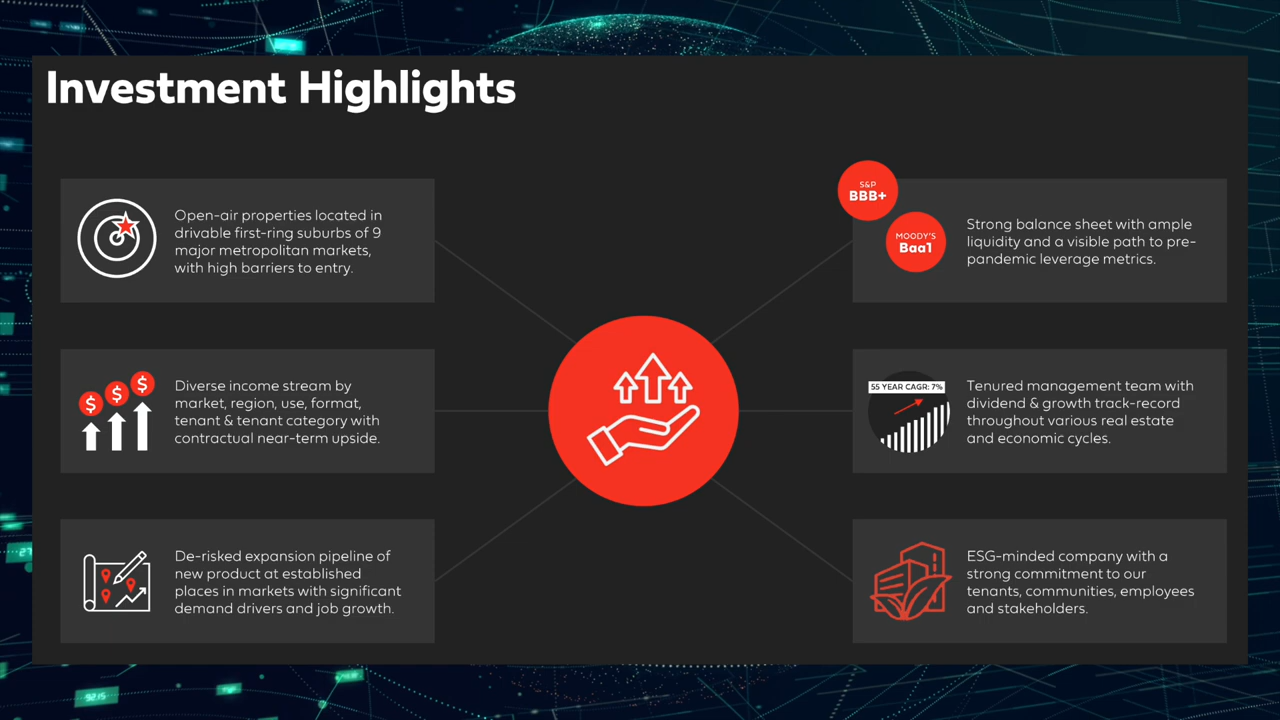 Investment Highlights
Open-air properties located in
drivable first-ring suburbs of 9
major metropolitan markets,
with high barriers to entry.
Diverse income stream by
market, region, use, format,
tenant & tenant category with
contractual near-term upside.
De-risked expansion pipeline of
new product at established
places in markets with significant
demand drivers and job growth.
S&P
BBB+
MOODY'S
Baa1
Strong balance sheet with ample
liquidity and a visible path to pre-
pandemic leverage metrics.
55 YEAR CAGR: 7%
Tenured management team with
dividend & growth track-record
throughout various real estate
and economic cycles.
ESG-minded company with a
strong commitment to our
tenants, communities, employees
and stakeholders.